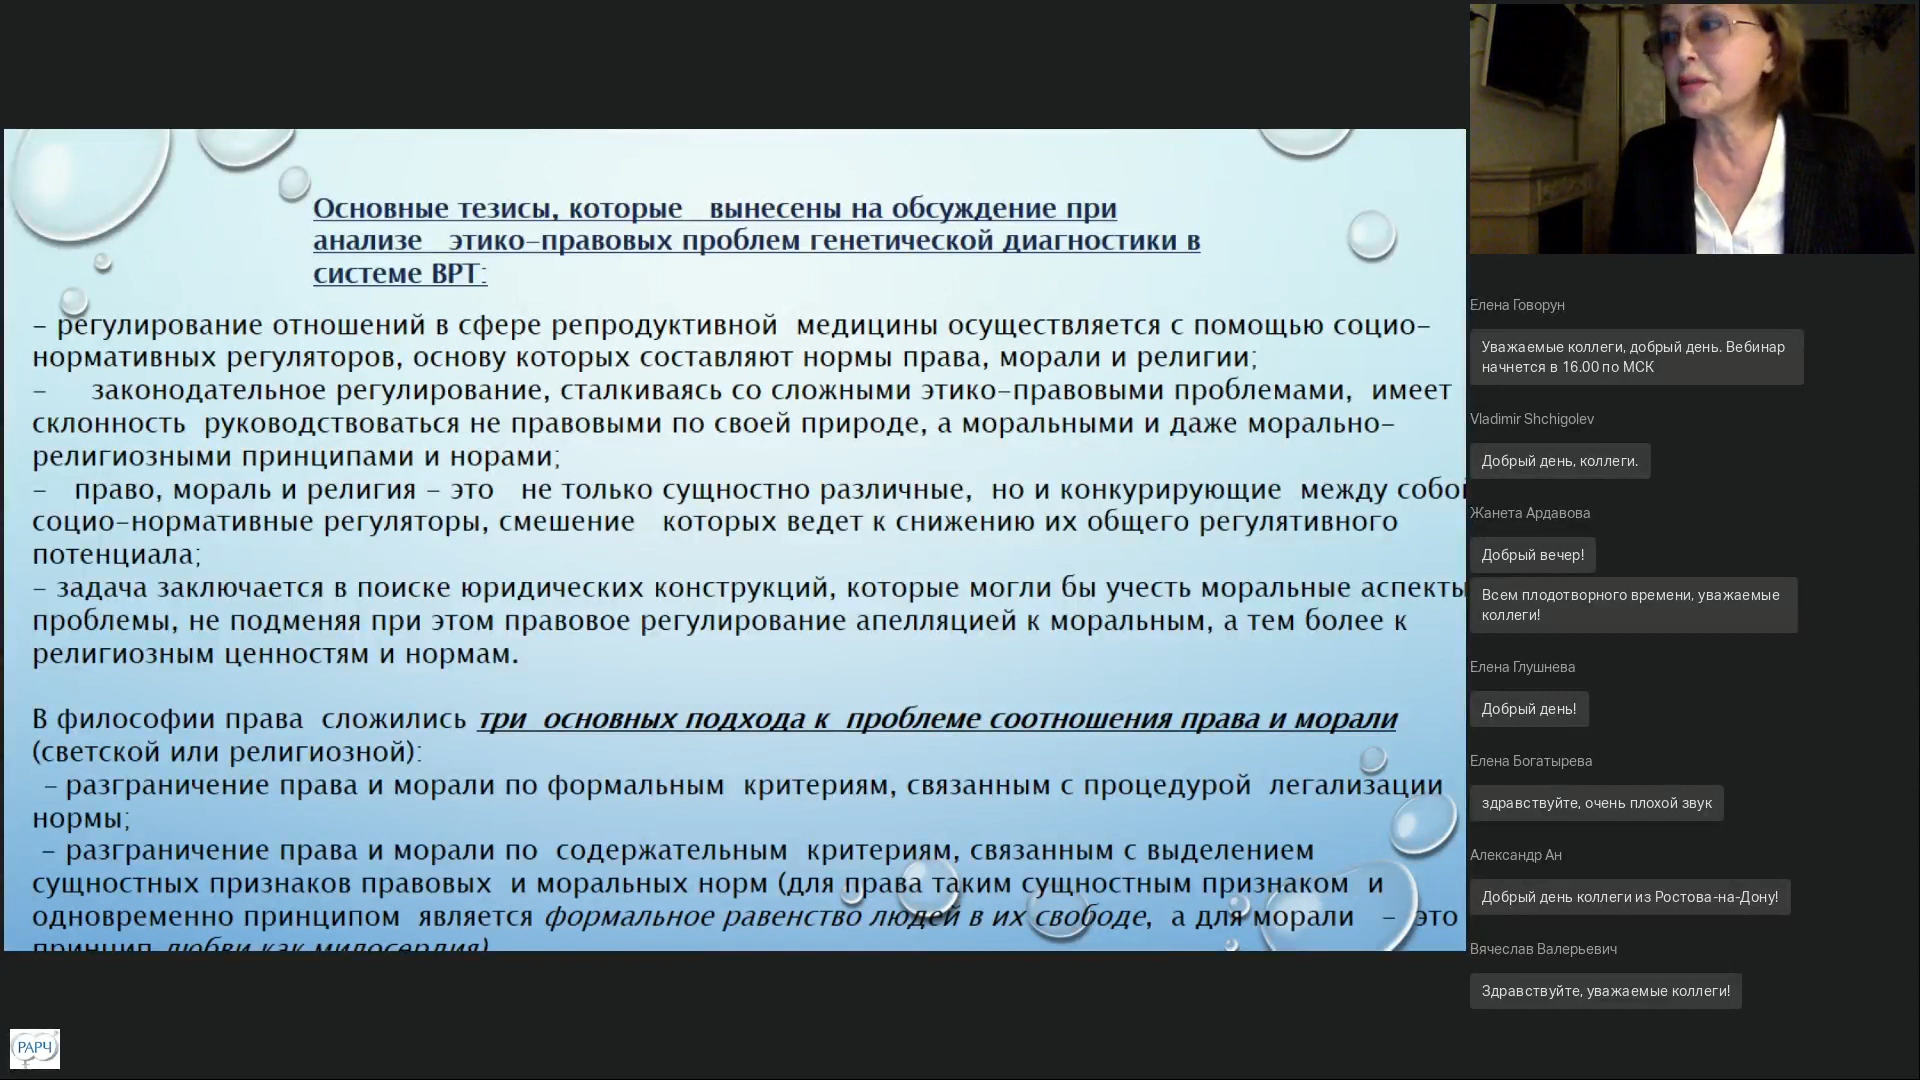 Основные тезисы, которые вынесены на обсуждение при
анализе этико-правовых проблем генетической диагностики в
системе ВРТ:
- регулирование отношений в сфере репродуктивной медицины осуществляется с помощью социо-
нормативных регуляторов, основу которых составляют нормы права, морали и религии;
- законодательное регулирование, сталкиваясь со сложными этико-правовыми проблемами, имеет
склонность руководствоваться не правовыми по своей природе, а моральными и даже морально-
религиозными принципами и норами;
- право, мораль и религия - это не только сущностно различные, но и конкурирующие между собой
социо-нормативные регуляторы, смешение которых ведет к снижению их общего регулятивного
потенциала;
- задача заключается в поиске юридических конструкций, которые могли бы учесть моральные аспекты
проблемы, не подменяя при этом правовое регулирование апелляцией к моральным, а тем более к
религиозным ценностям и нормам.
В философии права сложились три основных подхода к проблеме соотношения права и морали
(светской или религиозной):
- разграничение права и морали по формальным критериям, связанным с процедурой легализации
нормы;
- разграничение права и морали по содержательным критериям, связанным с выделением
сущностных признаков правовых и моральных норм (для права таким сущностным признаком и
одновременно принципом является формальное равенство людей в их свободе, а для морали - это
принцип любви как милосердия)
Елена Говорун
Уважаемые коллеги, добрый день. Вебинар
начнется в 16.00 по МСК
Vladimir Shchigolev
Добрый день, коллеги.
Жанета Ардавова
Добрый вечер!
Всем плодотворного времени, уважаемые
коллеги!
Елена Глушнева
Добрый день!
Елена Богатырева
здравствуйте, очень плохой звук
Александр Ан
Добрый день коллеги из Ростова-на-Дону!
Вячеслав Валерьевич
Здравствуйте, уважаемые коллеги!
РАРЧ